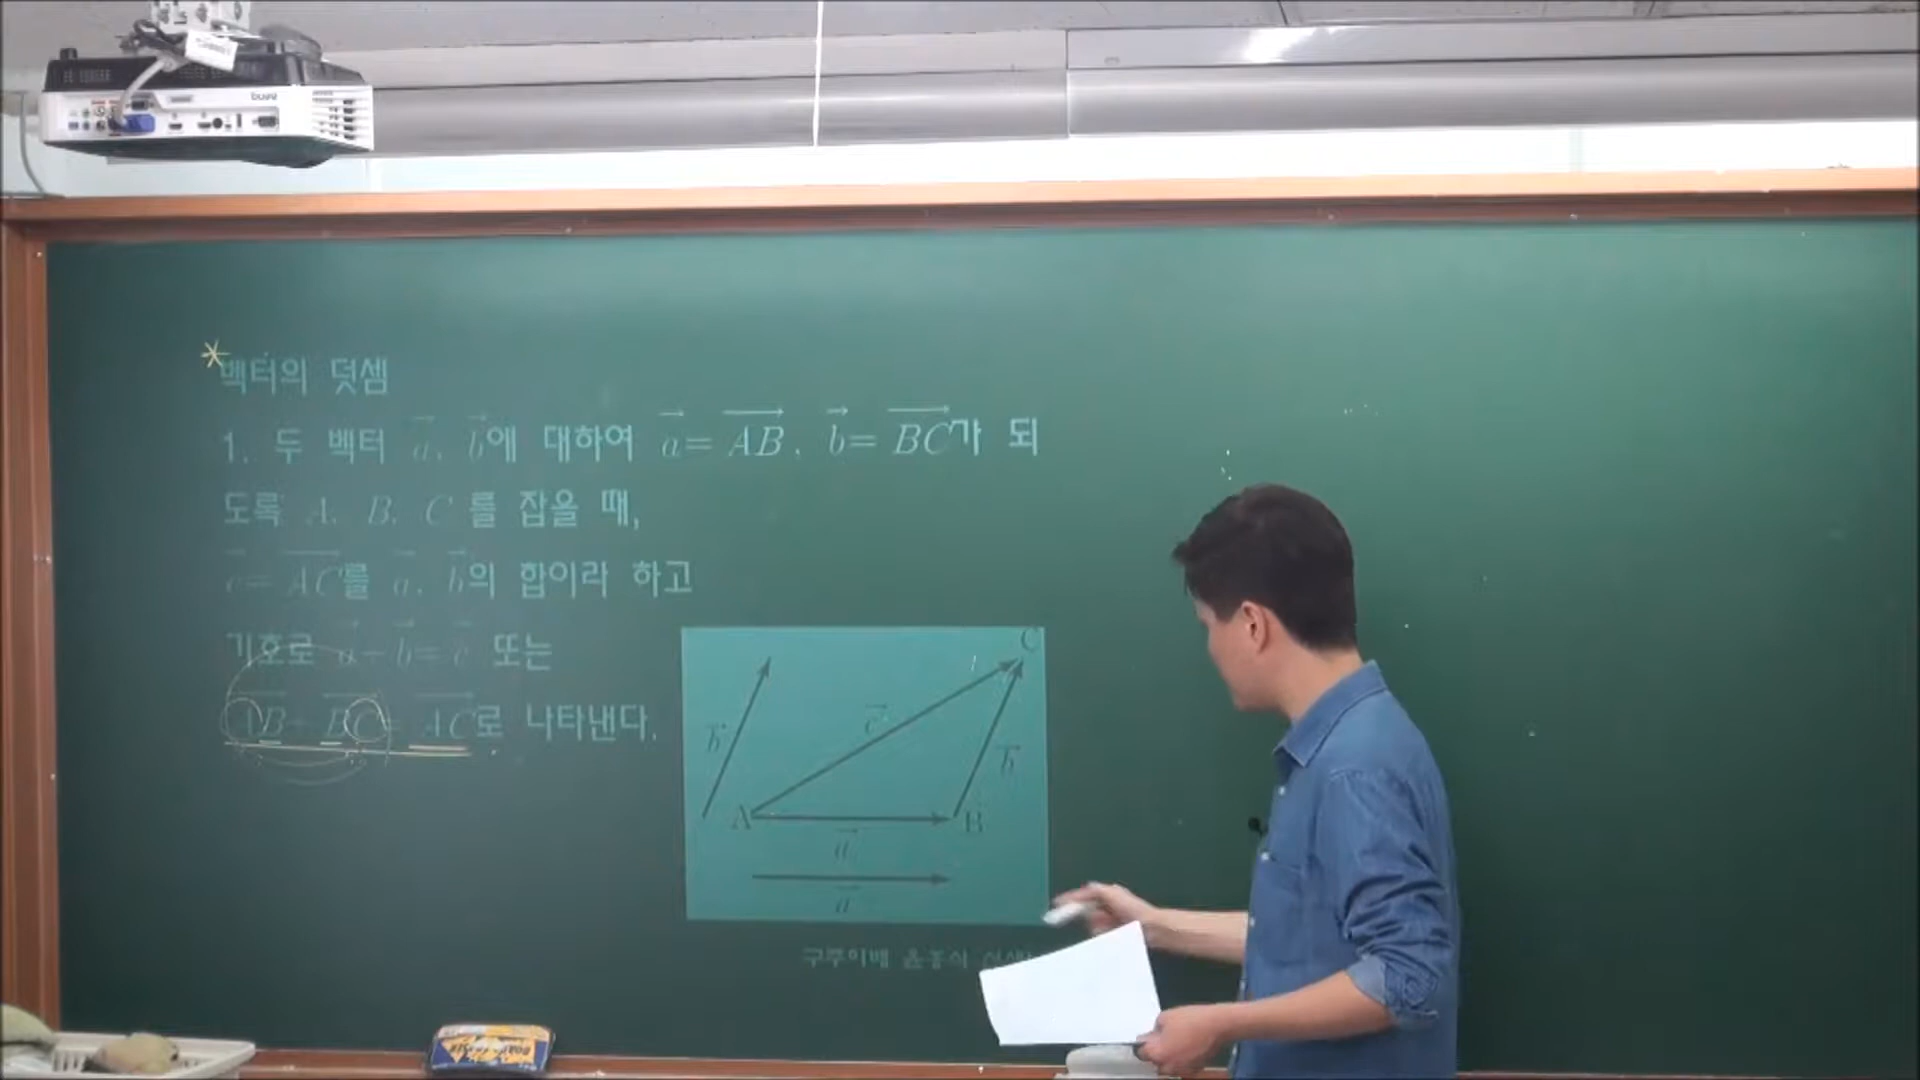 benq
*벡터의 덧셈
1. 두 벡터 a⃗, b⃗에 대하여 a⃗= AB⃗, b⃗= BC⃗가 되
도록 A, B, C 를 잡을 때,
c⃗= AC⃗를 a⃗, b⃗의 합이라 하고
기호로 a⃗+b⃗=c⃗ 또는
AB⃗+BC⃗=AC⃗로 나타낸다.
C
b⃗ c⃗ b⃗
A B
a⃗
a⃗